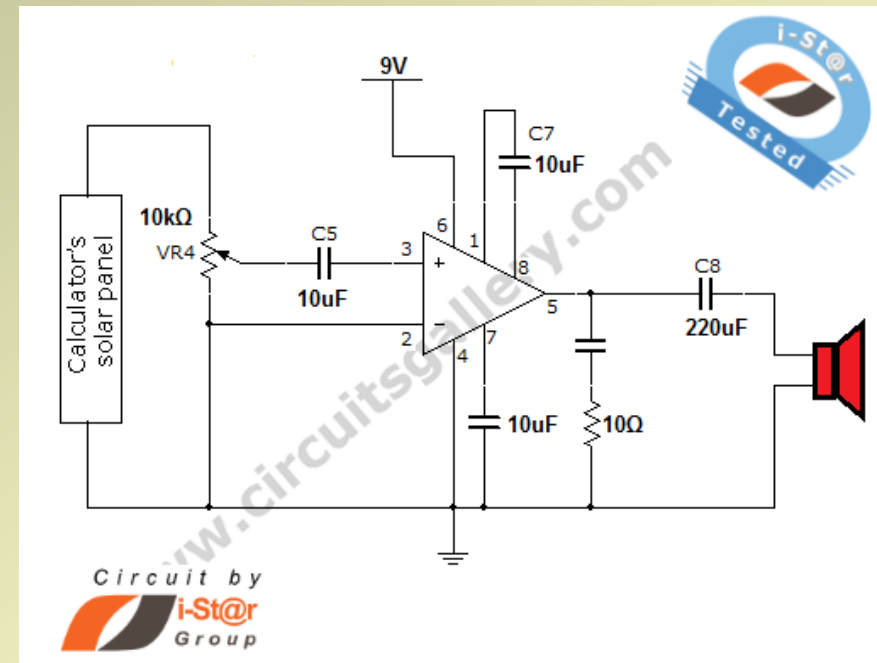 i-St@r
Tested
9V
C7
10uF
10kΩ
VR4
C5
10uF
6
1
3
+
8
5
−
2
4
7
C8
220uF
10uF
10Ω
Calculator's
solar panel
www.circuitsgallery.com
Circuit by
i-St@r
Group